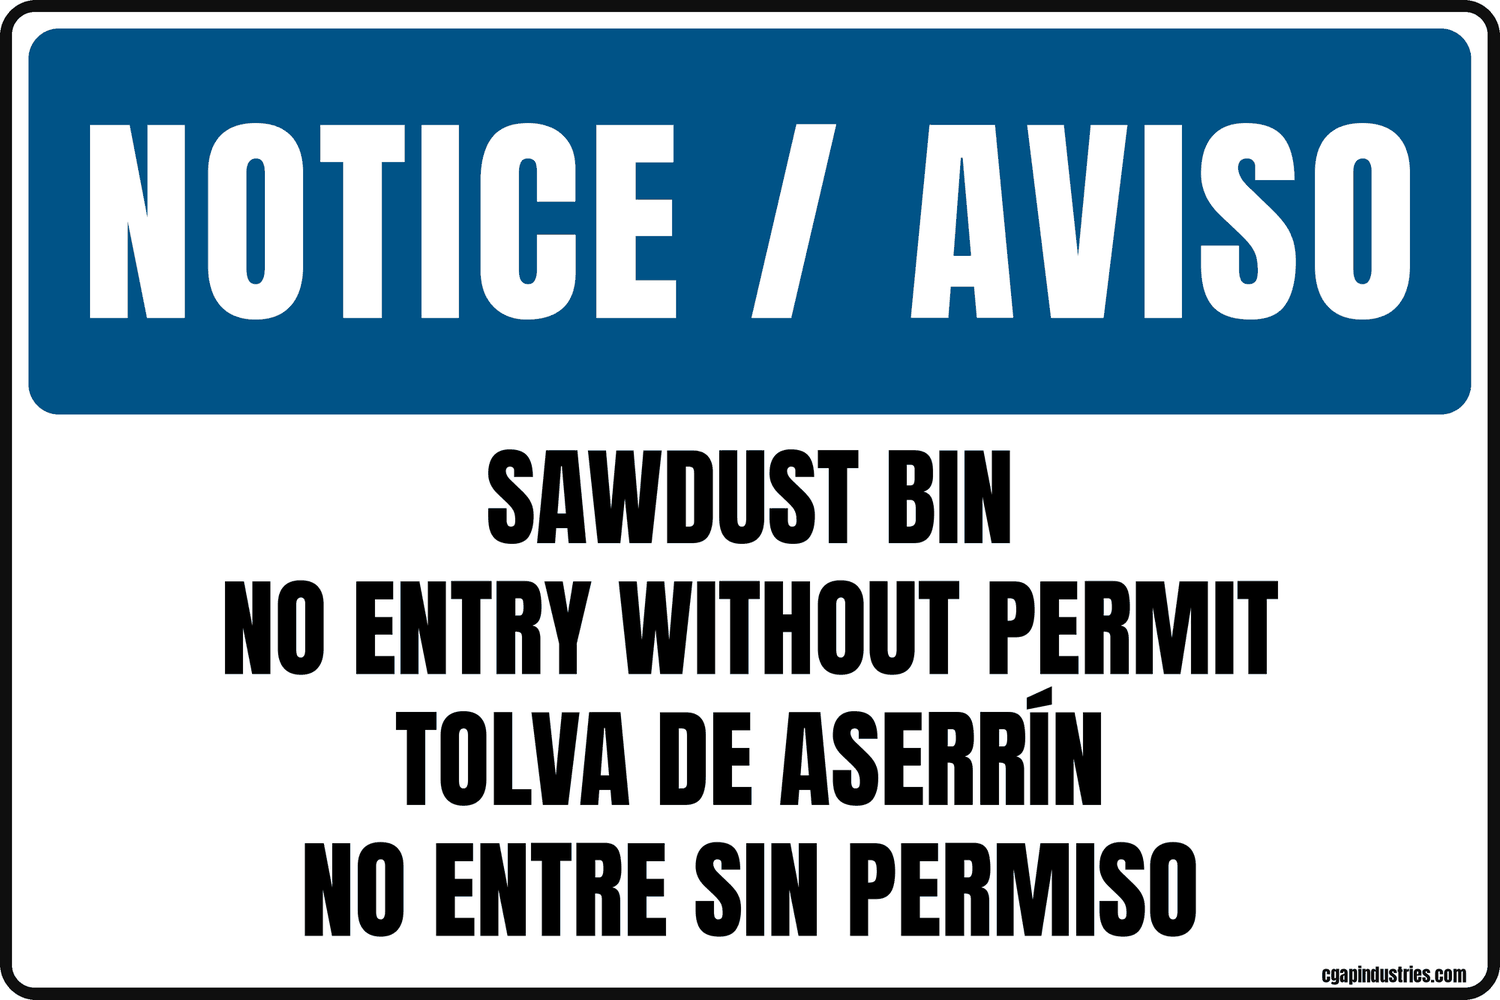 NOTICE / AVISO
SAWDUST BIN
NO ENTRY WITHOUT PERMIT
TOLVA DE ASERRÍN
NO ENTRE SIN PERMISO
cgapindustries.com